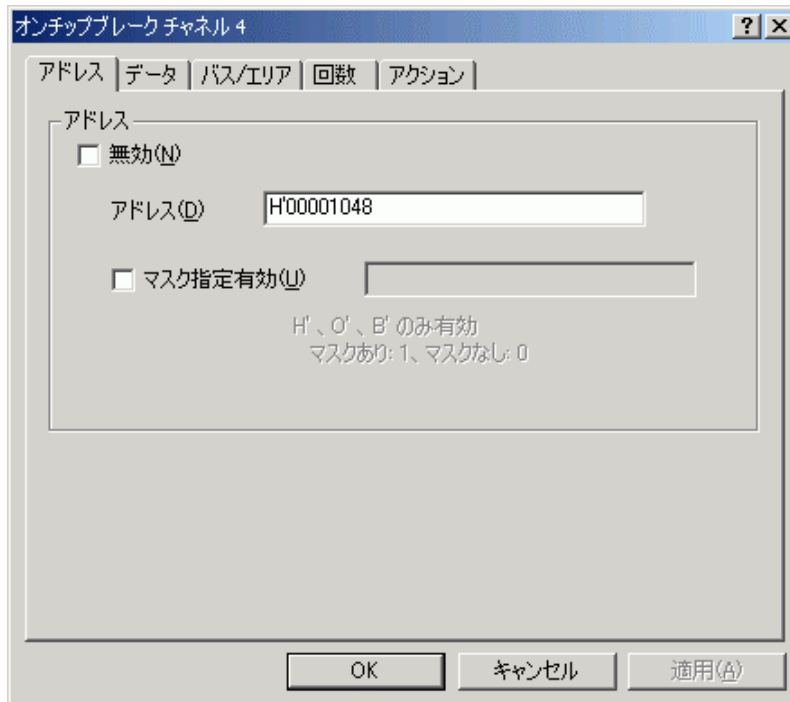 オンチップブレーク チャネル 4
アドレス データ バス/エリア 回数 アクション
アドレス
無効(N)
アドレス(D) H'00001048
マスク指定有効(U)
H'、O'、B' のみ有効
マスクあり: 1、マスクなし: 0
OK キャンセル 適用(A)